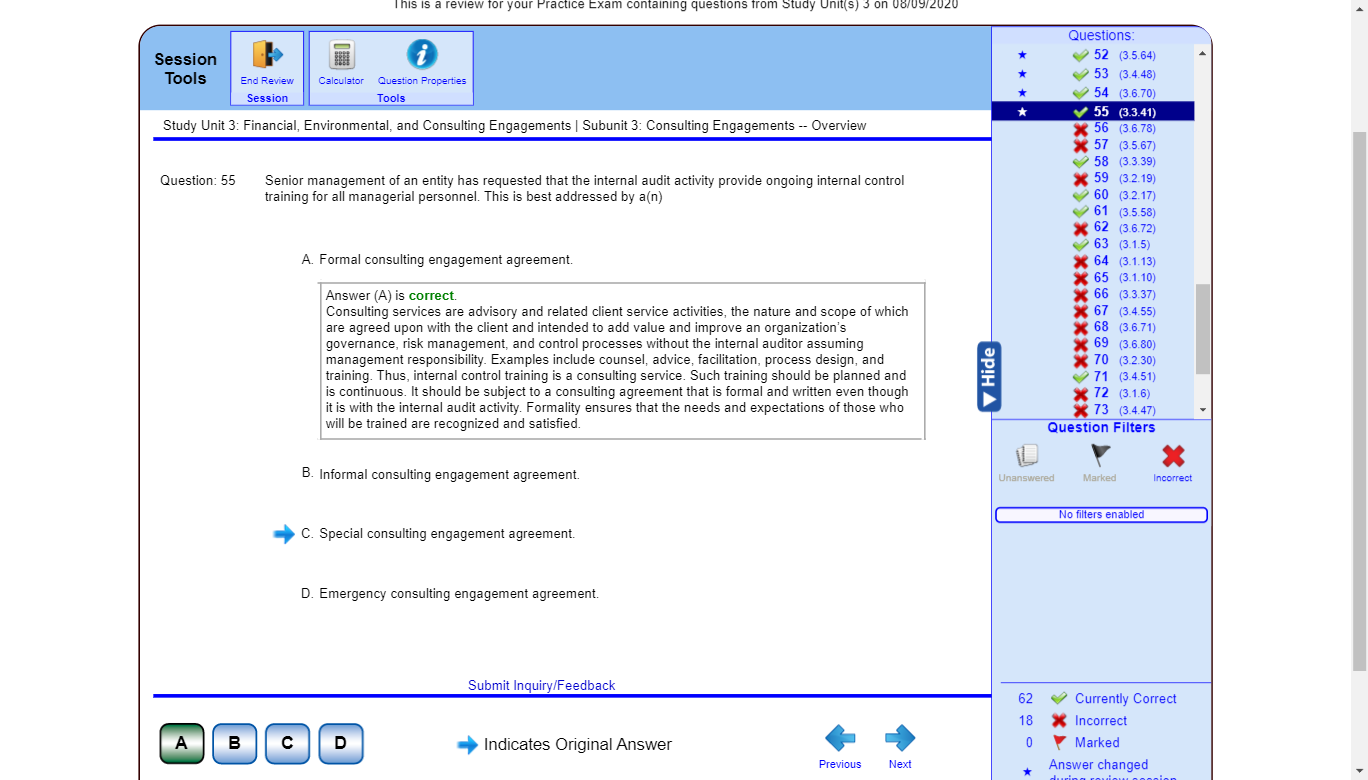 This is a review for your Practice Exam containing questions from Study Unit(s) 3 on 08/09/2020
Session
Tools
End Review
Session
Calculator
Question Properties
Tools
Study Unit 3: Financial, Environmental, and Consulting Engagements | Subunit 3: Consulting Engagements -- Overview
Question: 55
Senior management of an entity has requested that the internal audit activity provide ongoing internal control
training for all managerial personnel. This is best addressed by a(n)
A. Formal consulting engagement agreement.
Answer (A) is correct.
Consulting services are advisory and related client service activities, the nature and scope of which
are agreed upon with the client and intended to add value and improve an organization's
governance, risk management, and control processes without the internal auditor assuming
management responsibility. Examples include counsel, advice, facilitation, process design, and
training. Thus, internal control training is a consulting service. Such training should be planned and
is continuous. It should be subject to a consulting agreement that is formal and written even though
it is with the internal audit activity. Formality ensures that the needs and expectations of those who
will be trained are recognized and satisfied.
B. Informal consulting engagement agreement.
C. Special consulting engagement agreement.
D. Emergency consulting engagement agreement.
Submit Inquiry/Feedback
A
B
C
D
Indicates Original Answer
Previous
Next
Hide
Questions:
52 (3.5.64)
53 (3.4.48)
54 (3.6.70)
55 (3.3.41)
56 (3.6.78)
57 (3.5.67)
58 (3.3.39)
59 (3.2.19)
60 (3.2.17)
61 (3.5.58)
62 (3.6.72)
63 (3.1.5)
64 (3.1.13)
65 (3.1.10)
66 (3.3.37)
67 (3.4.55)
68 (3.6.71)
69 (3.6.80)
70 (3.2.30)
71 (3.4.51)
72 (3.1.6)
73 (3.4.47)
Question Filters
Unanswered
Marked
Incorrect
No filters enabled
62 Currently Correct
18 Incorrect
0 Marked
Answer changed
during review session